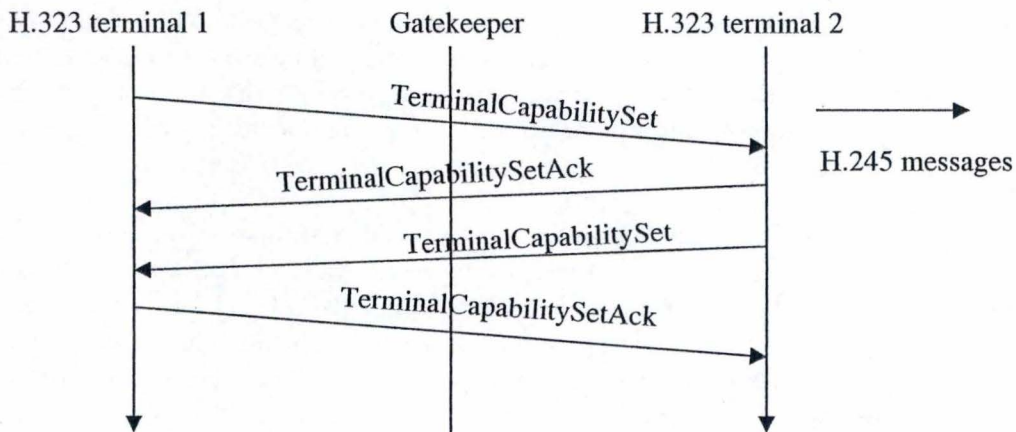 H.323 terminal 1
Gatekeeper
H.323 terminal 2
TerminalCapabilitySet
TerminalCapabilitySetAck
H.245 messages
TerminalCapabilitySet
TerminalCapabilitySetAck